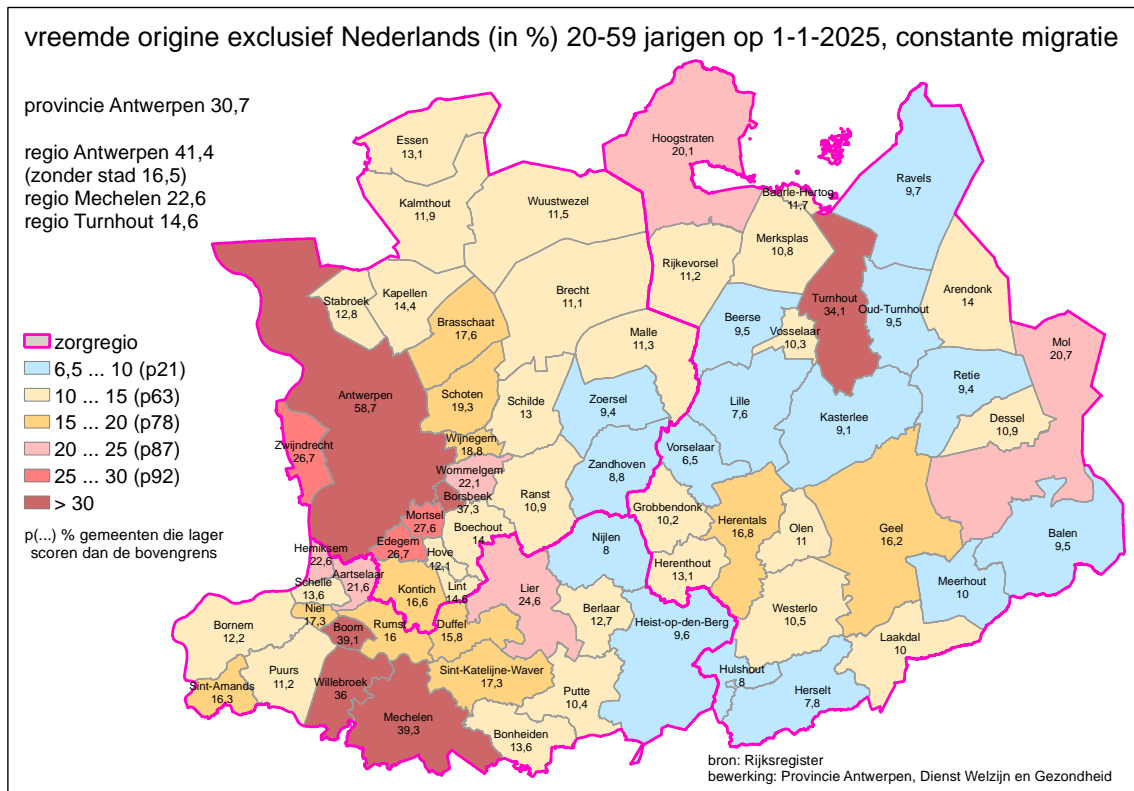 vreemde origine exclusief Nederlands (in %) 20-59 jarigen op 1-1-2025, constante migratie
provincie Antwerpen 30,7
regio Antwerpen 41,4
(zonder stad 16,5)
regio Mechelen 22,6
regio Turnhout 14,6
zorgregio
6,5 ... 10 (p21)
10 ... 15 (p63)
15 ... 20 (p78)
20 ... 25 (p87)
25 ... 30 (p92)
> 30
p(...) % gemeenten die lager
scoren dan de bovengrens
Essen
13,1
Hoogstraten
20,1
Ravels
9,7
Kalmthout
11,9
Wuustwezel
11,5
Baarle-Hertog
11,7
Merksplas
10,8
Rijkevorsel
11,2
Brecht
11,1
Kapellen
14,4
Stabroek
12,8
Turnhout
34,1
Arendonk
14
Oud-Turnhout
9,5
Beerse
9,5
Vosselaar
10,3
Brasschaat
17,6
Malle
11,3
Mol
20,7
Antwerpen
58,7
Schoten
19,3
Schilde
13
Zoersel
9,4
Lille
7,6
Kasterlee
9,1
Retie
9,4
Dessel
10,9
Zwijndrecht
26,7
Wijnegem
18,8
Wommelgem
22,1
Borsbeek
37,3
Vorselaar
6,5
Zandhoven
8,8
Ranst
10,9
Mortsel
27,6
Boechout
14
Grobbendonk
10,2
Herentals
16,8
Olen
11
Geel
16,2
Balen
9,5
Edegem
26,7
Hove
12,1
Hemiksem
22,6
Aartselaar
21,6
Nijlen
8
Herenthout
13,1
Schelle
13,6
Kontich
16,6
Lint
14,6
Lier
24,6
Meerhout
10
Niel
17,3
Rumst
16
Duffel
15,8
Berlaar
12,7
Heist-op-den-Berg
9,6
Westerlo
10,5
Laakdal
10
Bornem
12,2
Boom
39,1
Puurs
11,2
Willebroek
36
Sint-Katelijne-Waver
17,3
Sint-Amands
16,3
Mechelen
39,3
Putte
10,4
Bonheiden
13,6
Hulshout
8
Herselt
7,8
bron: Rijksregister
bewerking: Provincie Antwerpen, Dienst Welzijn en Gezondheid